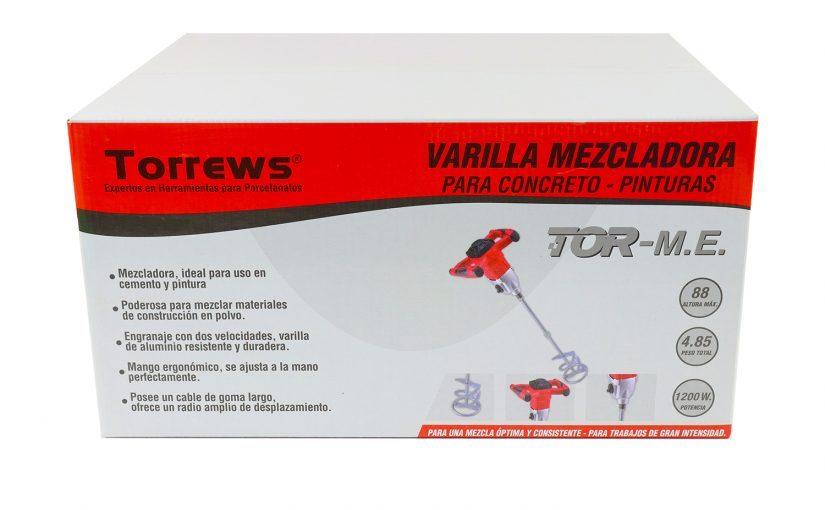 Torrews®
Expertos en Herramientas para Porcelanatos
VARILLA MEZCLADORA
PARA CONCRETO - PINTURAS
TOR-M.E.
• Mezcladora, ideal para uso en
cemento y pintura
• Poderosa para mezclar materiales
de construcción en polvo.
• Engranaje con dos velocidades, varilla
de aluminio resistente y duradera.
• Mango ergonómico, se ajusta a la mano
perfectamente.
• Posee un cable de goma largo,
ofrece un radio amplio de desplazamiento.
88
ALTURA MÁX.
4.85
PESO TOTAL
1200 W.
POTENCIA
PARA UNA MEZCLA ÓPTIMA Y CONSISTENTE - PARA TRABAJOS DE GRAN INTENSIDAD.